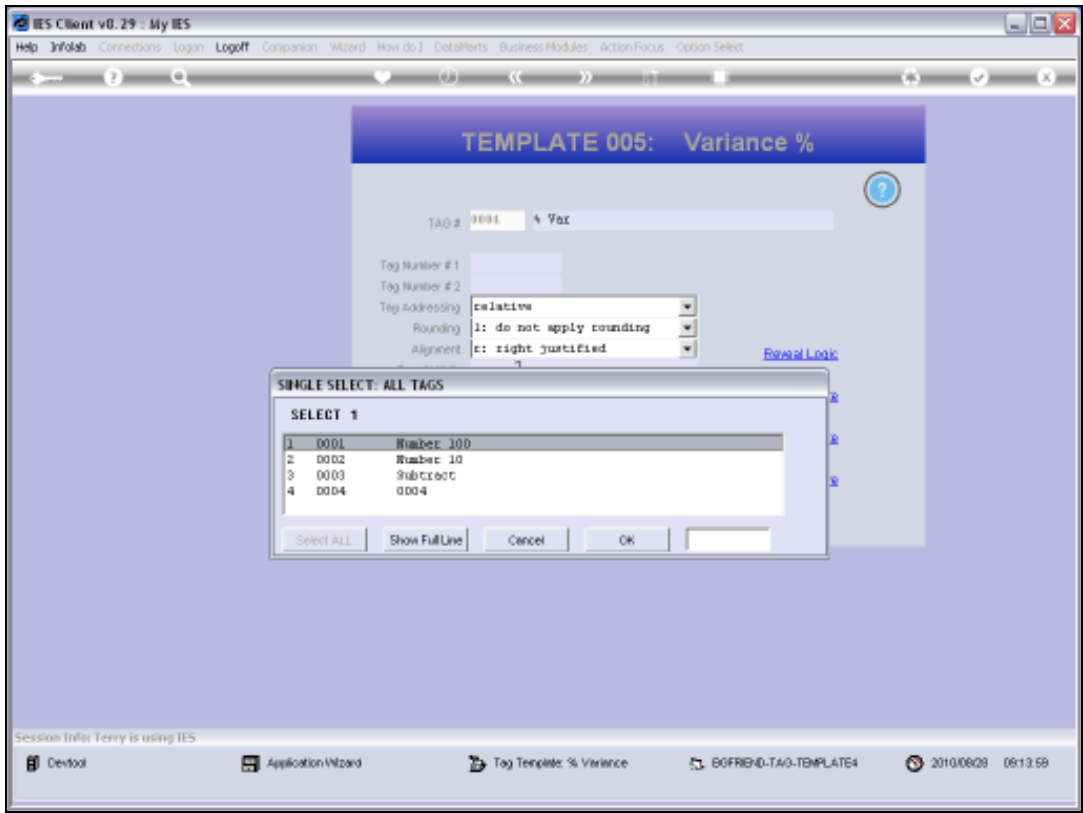 IES Client v8.29 : My IES
Help Infolab Connections Logon Logoff Companion Wizard How do I DataMarts Business Modules Action Focus Option Select
TEMPLATE 005: Variance %
TAG # 0001 % Var
Tag Number # 1
Tag Number # 2
Tag Addressing relative
Rounding 1: do not apply rounding
Alignment r: right justified
Reveal Logic
SINGLE SELECT: ALL TAGS
SELECT 1
1 0001 Number 100
2 0002 Number 10
3 0003 Subtract
4 0004 0004
Select ALL Show Full Line Cancel OK
Session Info: Terry is using IES
Devtool Application Wizard Tag Template: % Variance BGFRIEND-TAG-TEMPLATE4 2010/08/28 09:13:59